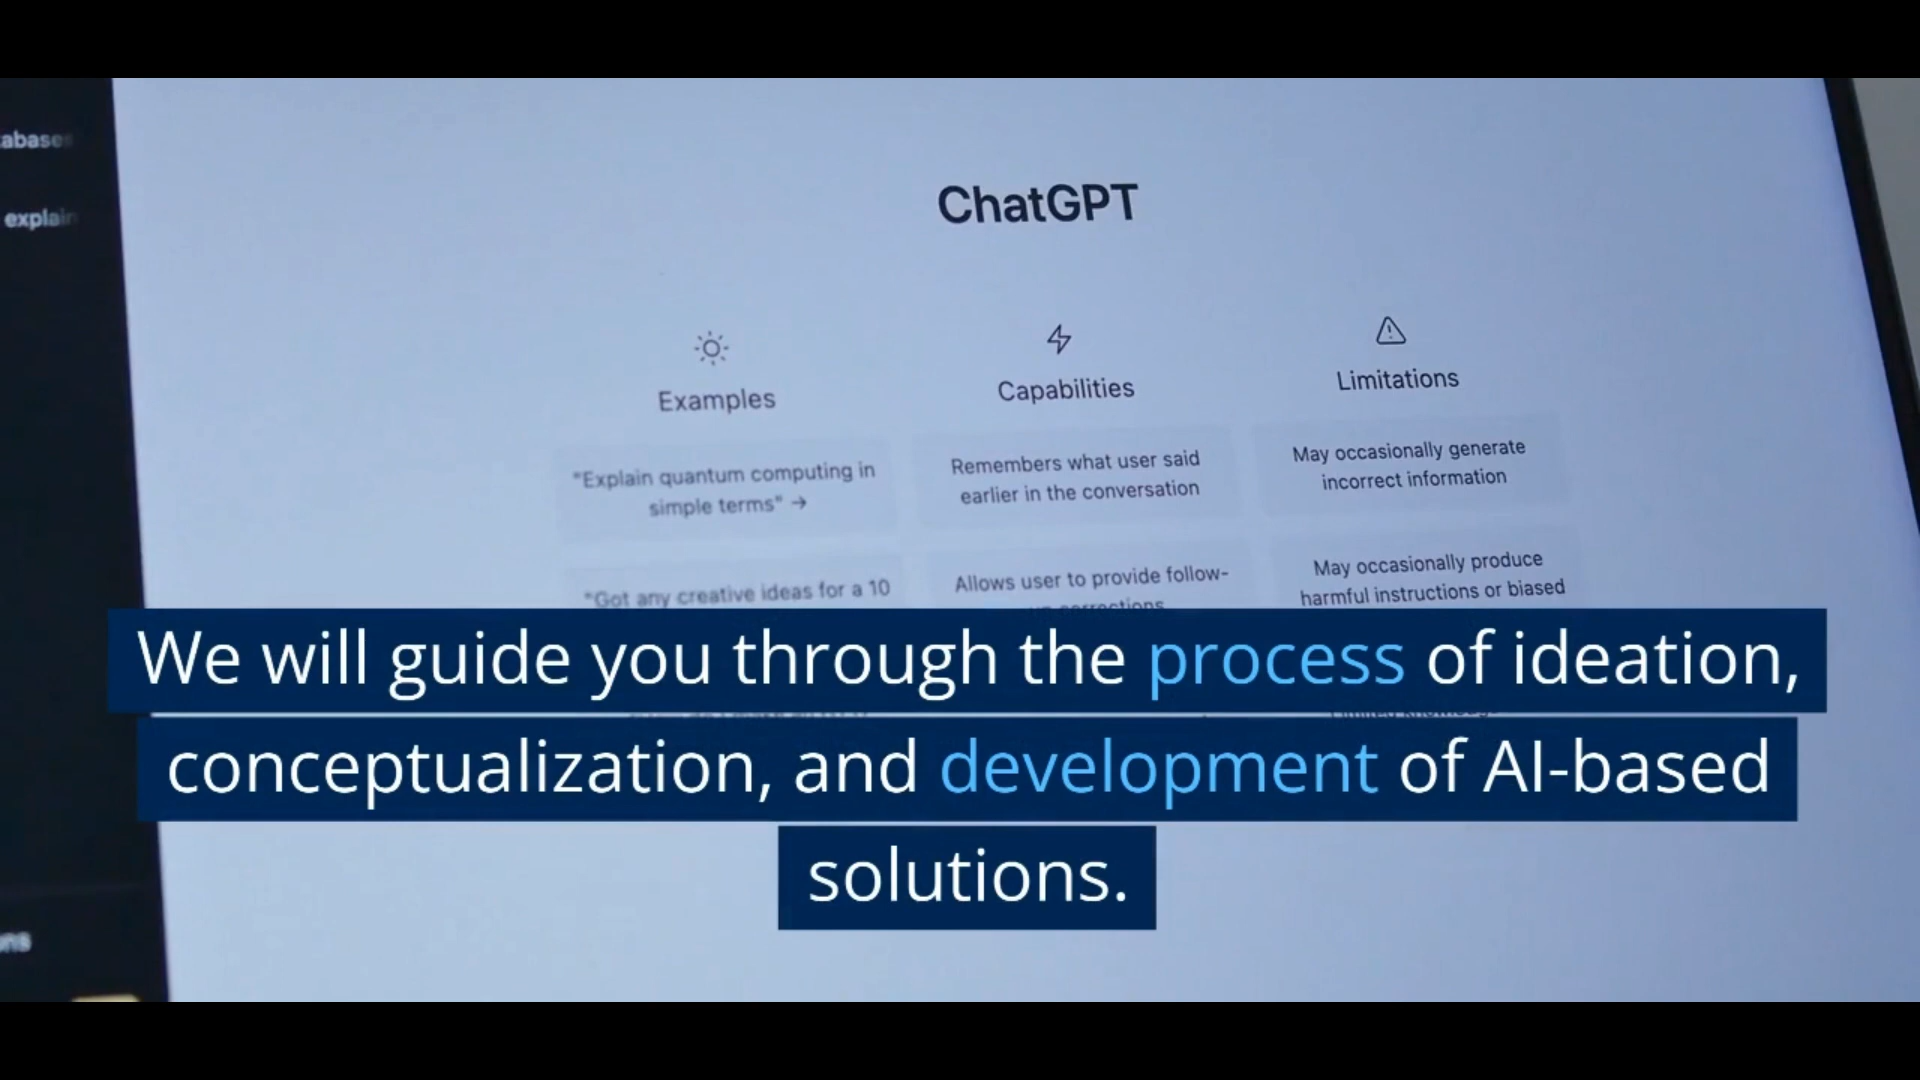 explain
ChatGPT
Examples
Capabilities
Limitations
"Explain quantum computing in
simple terms" →
Remembers what user said
earlier in the conversation
May occasionally generate
incorrect information
"Got any creative ideas for a 10
Allows user to provide follow-
May occasionally produce
harmful instructions or biased
We will guide you through the process of ideation,
conceptualization, and development of AI-based
solutions.